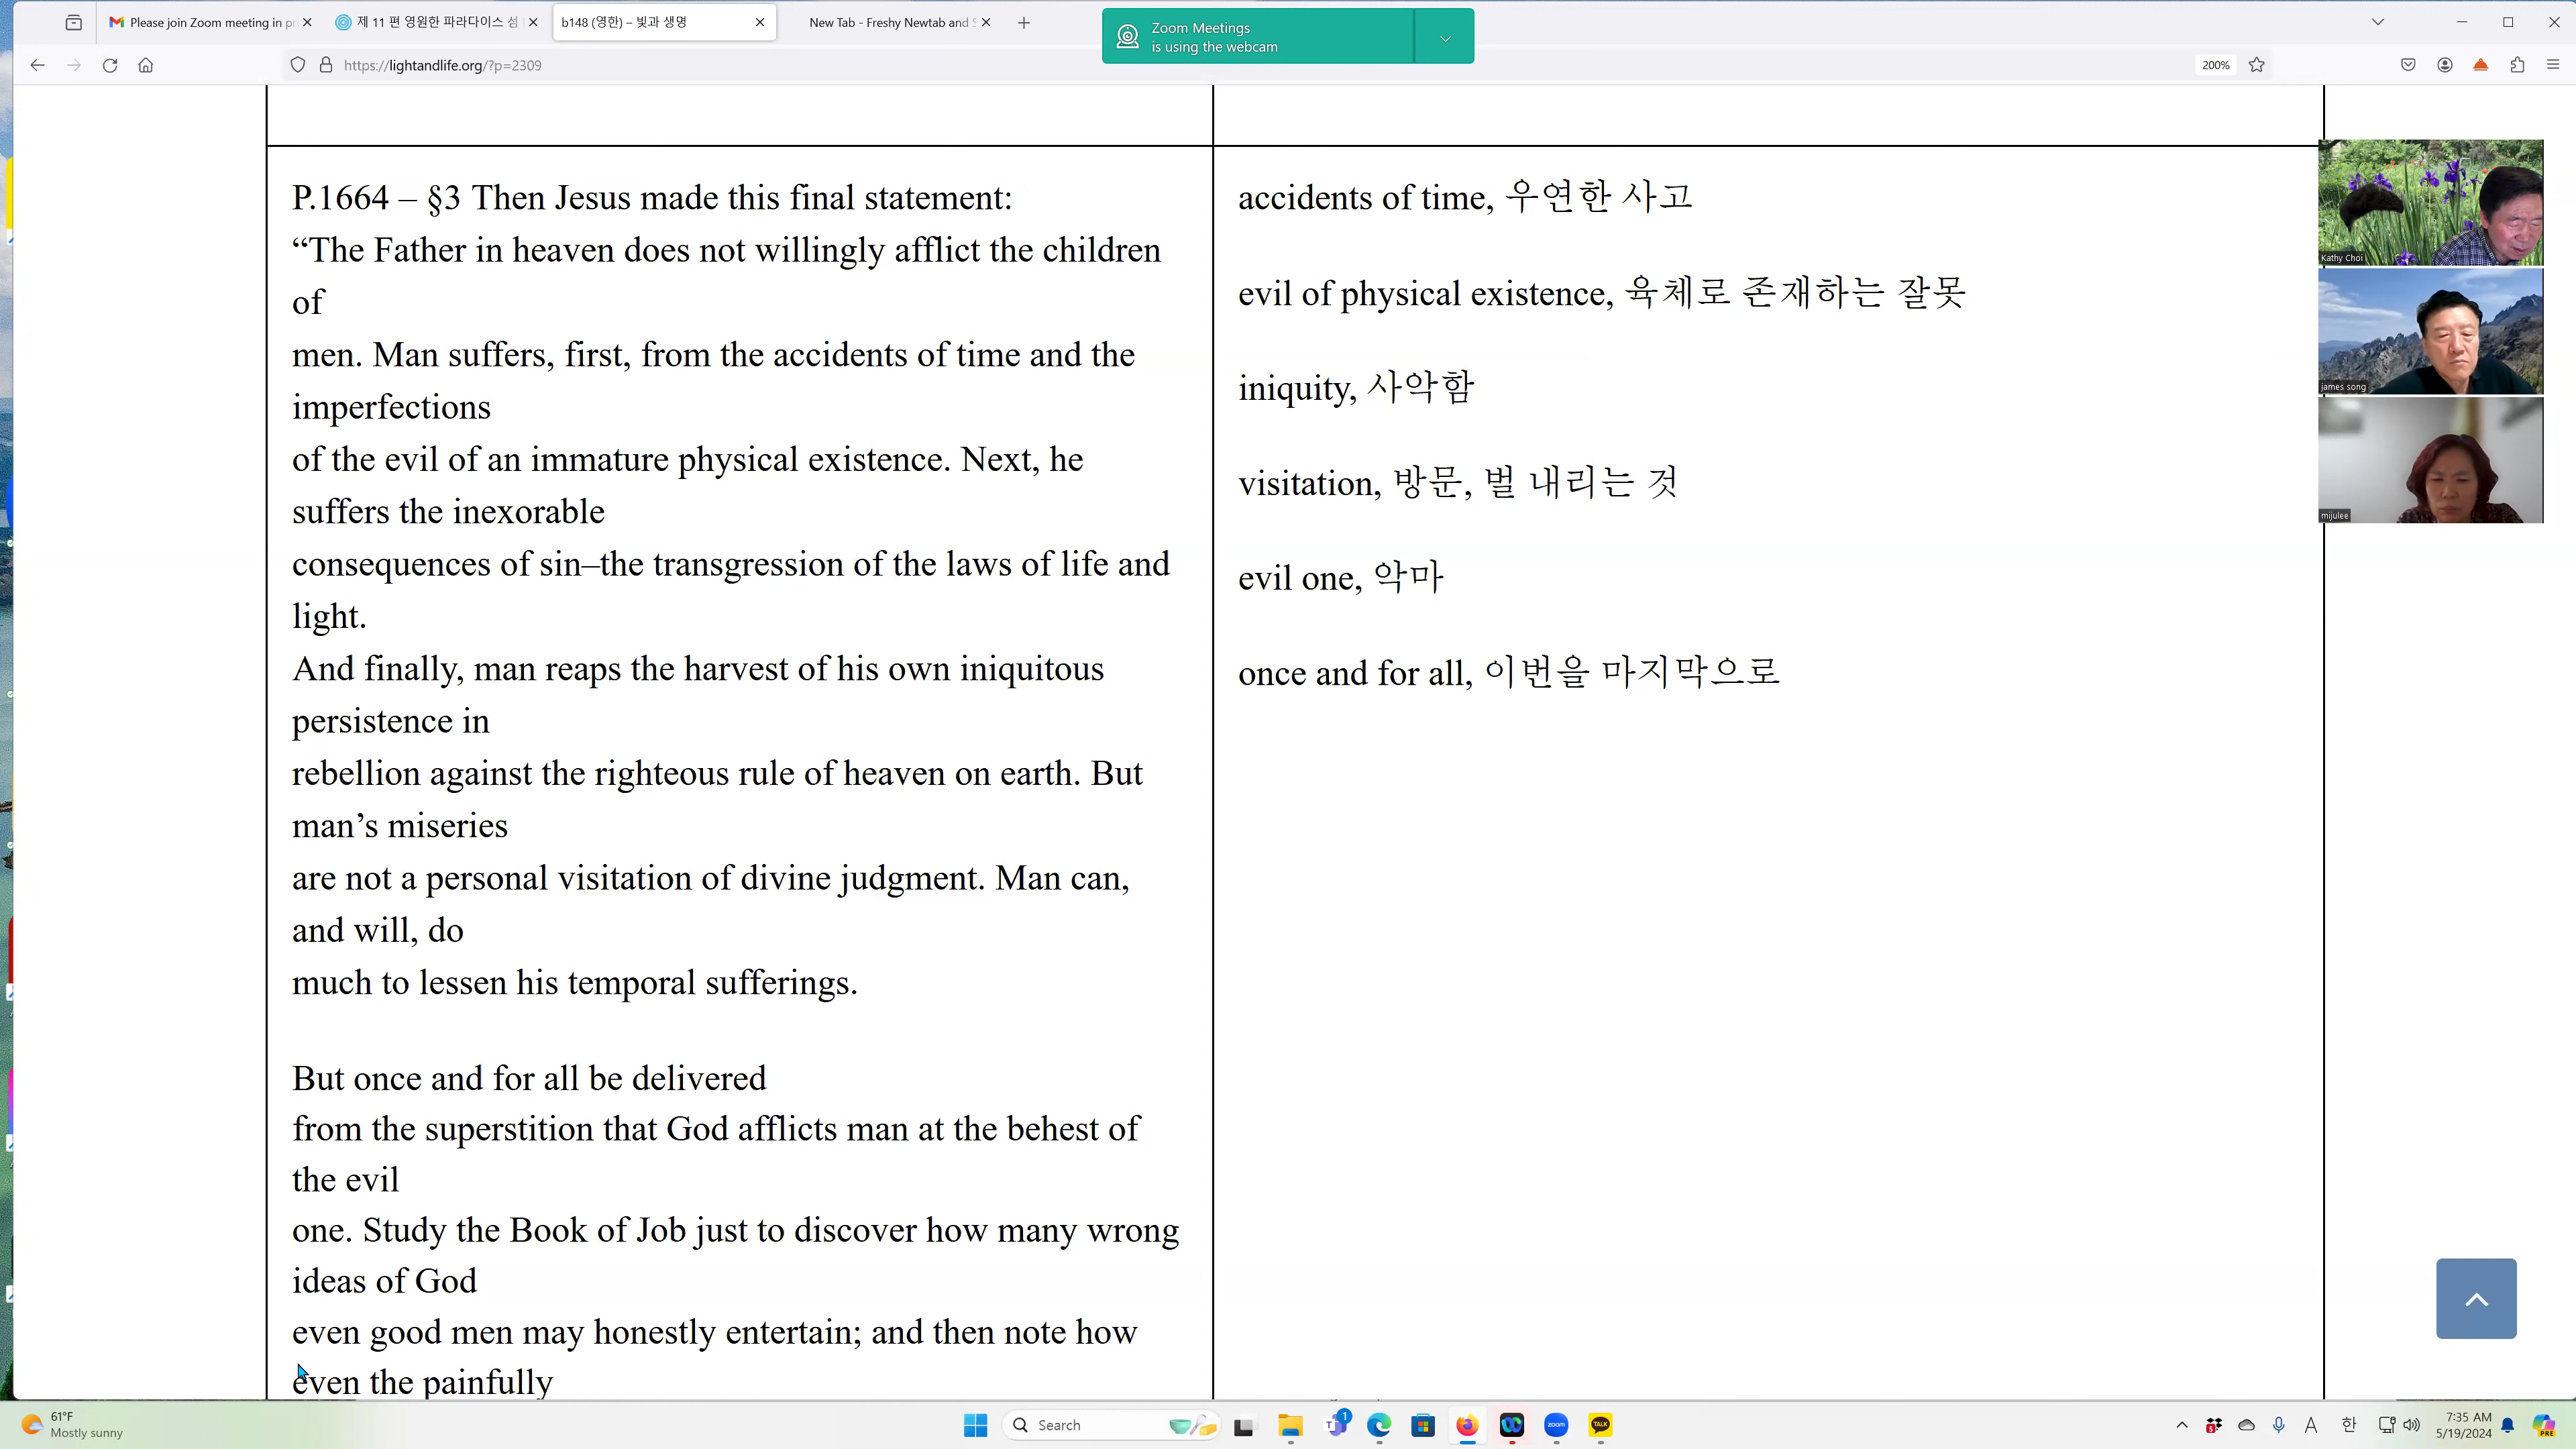 Please join Zoom meeting in pr
제 11 편 영원한 파라다이스 섬
b148 (영한) – 빛과 생명
New Tab - Freshy Newtab and S
Zoom Meetings
is using the webcam
https://lightandlife.org/?p=2309
200%
P.1664 – §3 Then Jesus made this final statement:
“The Father in heaven does not willingly afflict the children
of
men. Man suffers, first, from the accidents of time and the
imperfections
of the evil of an immature physical existence. Next, he
suffers the inexorable
consequences of sin–the transgression of the laws of life and
light.
And finally, man reaps the harvest of his own iniquitous
persistence in
rebellion against the righteous rule of heaven on earth. But
man’s miseries
are not a personal visitation of divine judgment. Man can,
and will, do
much to lessen his temporal sufferings.
But once and for all be delivered
from the superstition that God afflicts man at the behest of
the evil
one. Study the Book of Job just to discover how many wrong
ideas of God
even good men may honestly entertain; and then note how
even the painfully
accidents of time, 우연한 사고
evil of physical existence, 육체로 존재하는 잘못
iniquity, 사악함
visitation, 방문, 벌 내리는 것
evil one, 악마
once and for all, 이번을 마지막으로
Kathy Choi
james song
mijulee
61°F
Mostly sunny
Search
1
zoom
TALK
A
한
7:35 AM
5/19/2024
PRE